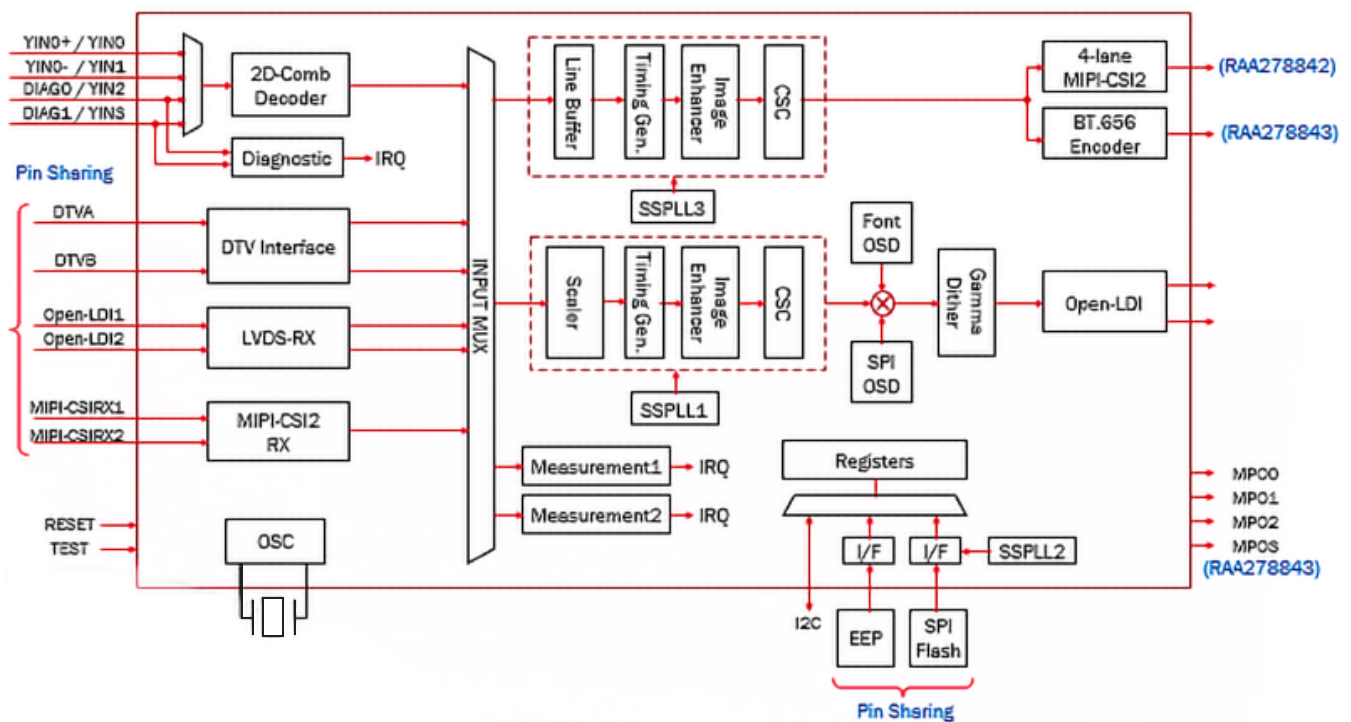 YIN0+ / YIN0
YIN0- / YIN1
DIAG0 / YIN2
DIAG1 / YINS
Pin Sharing
2D-Comb
Decoder
Diagnostic
IRQ
DTVA
DTVB
DTV Interface
Open-LDI1
Open-LDI2
LVDS-RX
MIPI-CSIRX1
MIPI-CSIRX2
MIPI-CSI2
RX
RESET
TEST
OSC
INPUT MUX
Line Buffer
Timing Gen.
Image
Enhancer
CSC
SSPLL3
4-lane
MIPI-CSI2
(RAA278842)
BT.656
Encoder
(RAA278843)
Scaler
Timing Gen.
Image
Enhancer
CSC
SSPLL1
Font
OSD
SPI
OSD
Gamma
Dither
Open-LDI
Measurement1
IRQ
Measurement2
IRQ
Registers
I/F
I/F
SSPLL2
I2C
EEP
SPI
Flash
Pin Sharing
MPO0
MPO1
MPO2
MPOS
(RAA278843)